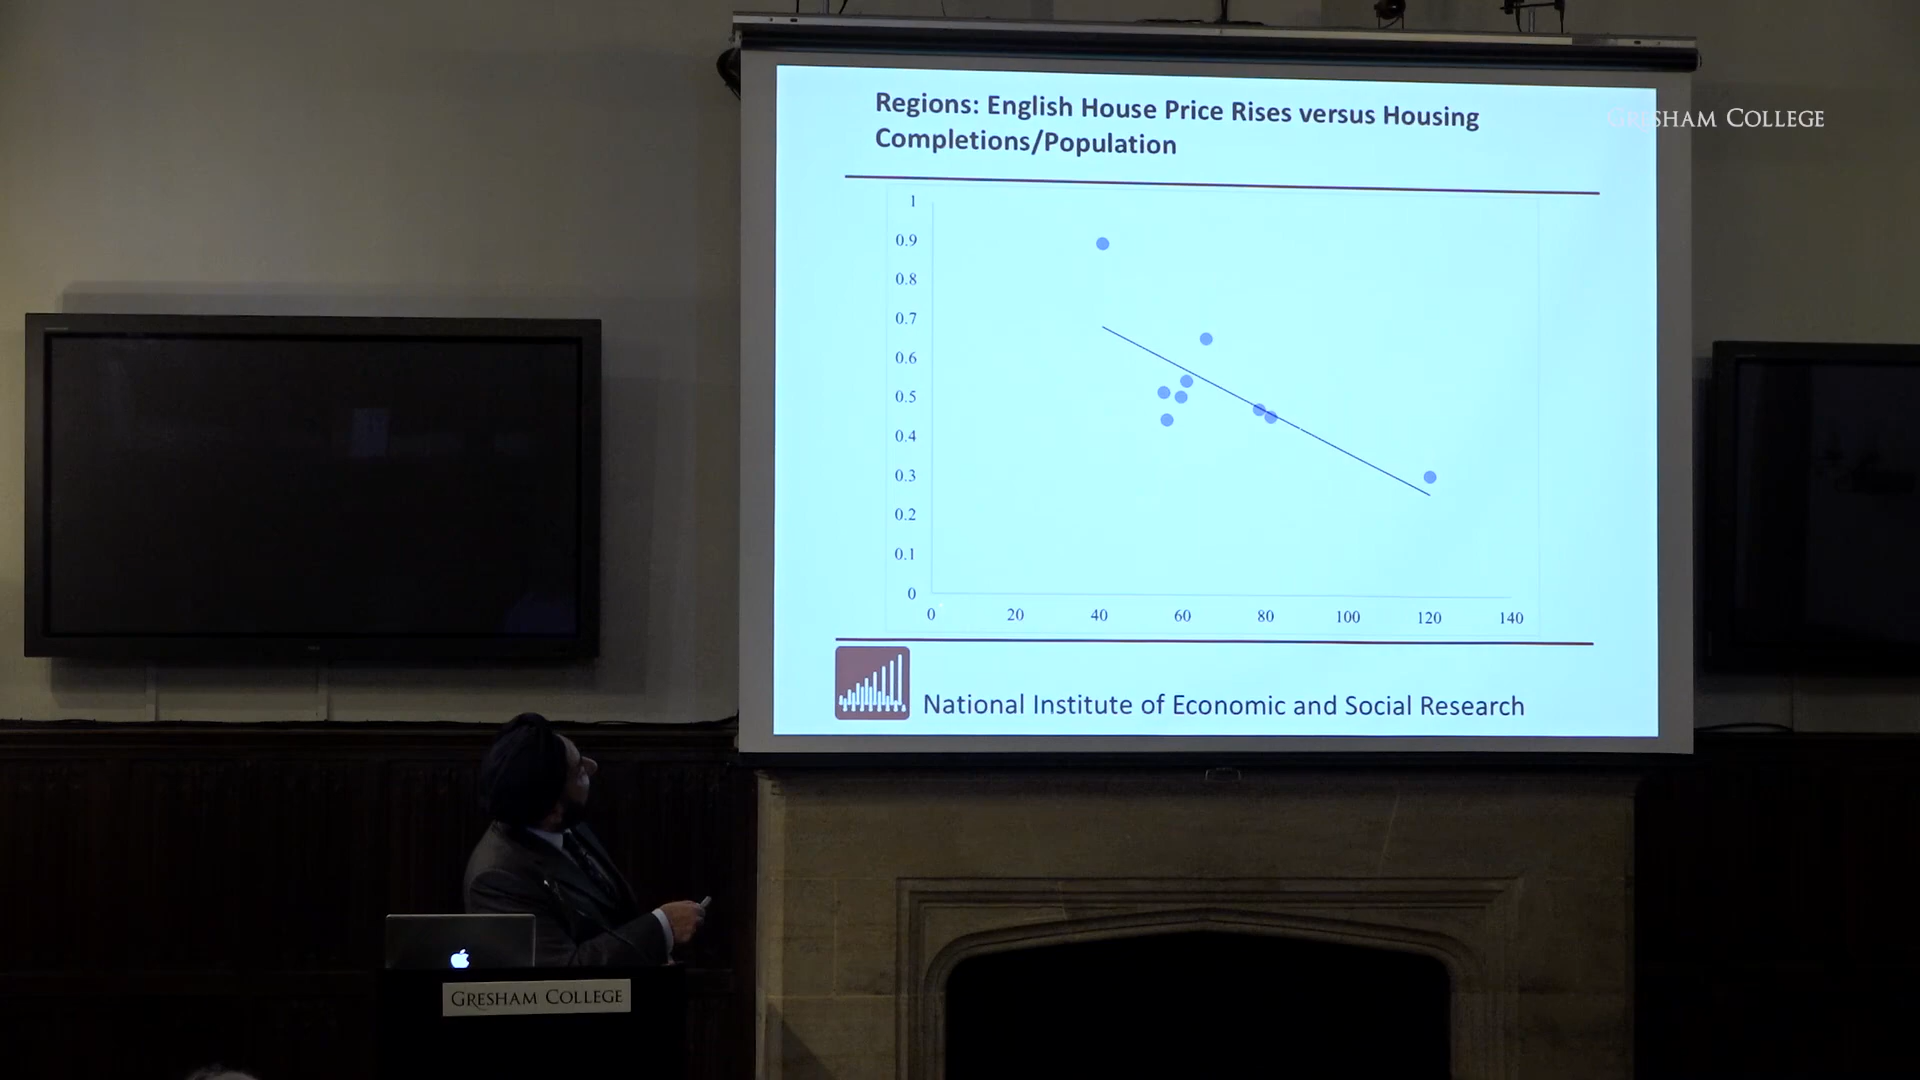 Regions: English House Price Rises versus Housing
Completions/Population
GRESHAM COLLEGE
1
0.9
0.8
0.7
0.6
0.5
0.4
0.3
0.2
0.1
0
0 20 40 60 80 100 120 140
National Institute of Economic and Social Research
GRESHAM COLLEGE